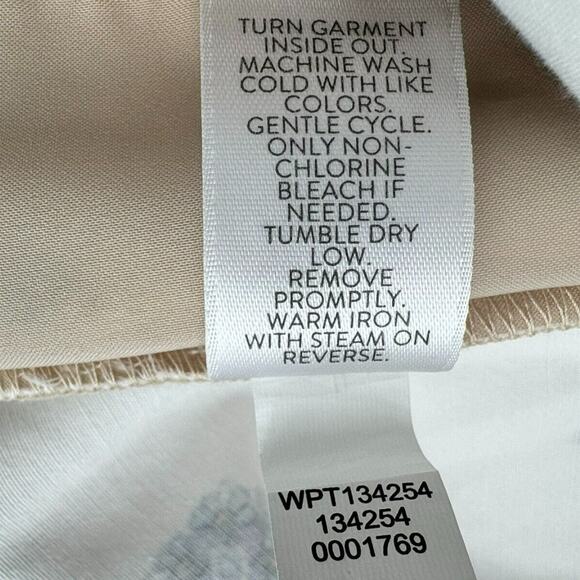 TURN GARMENT
INSIDE OUT.
MACHINE WASH
COLD WITH LIKE
COLORS.
GENTLE CYCLE.
ONLY NON-
CHLORINE
BLEACH IF
NEEDED.
TUMBLE DRY
LOW.
REMOVE
PROMPTLY.
WARM IRON
WITH STEAM ON
REVERSE.
WPT134254
134254
0001769